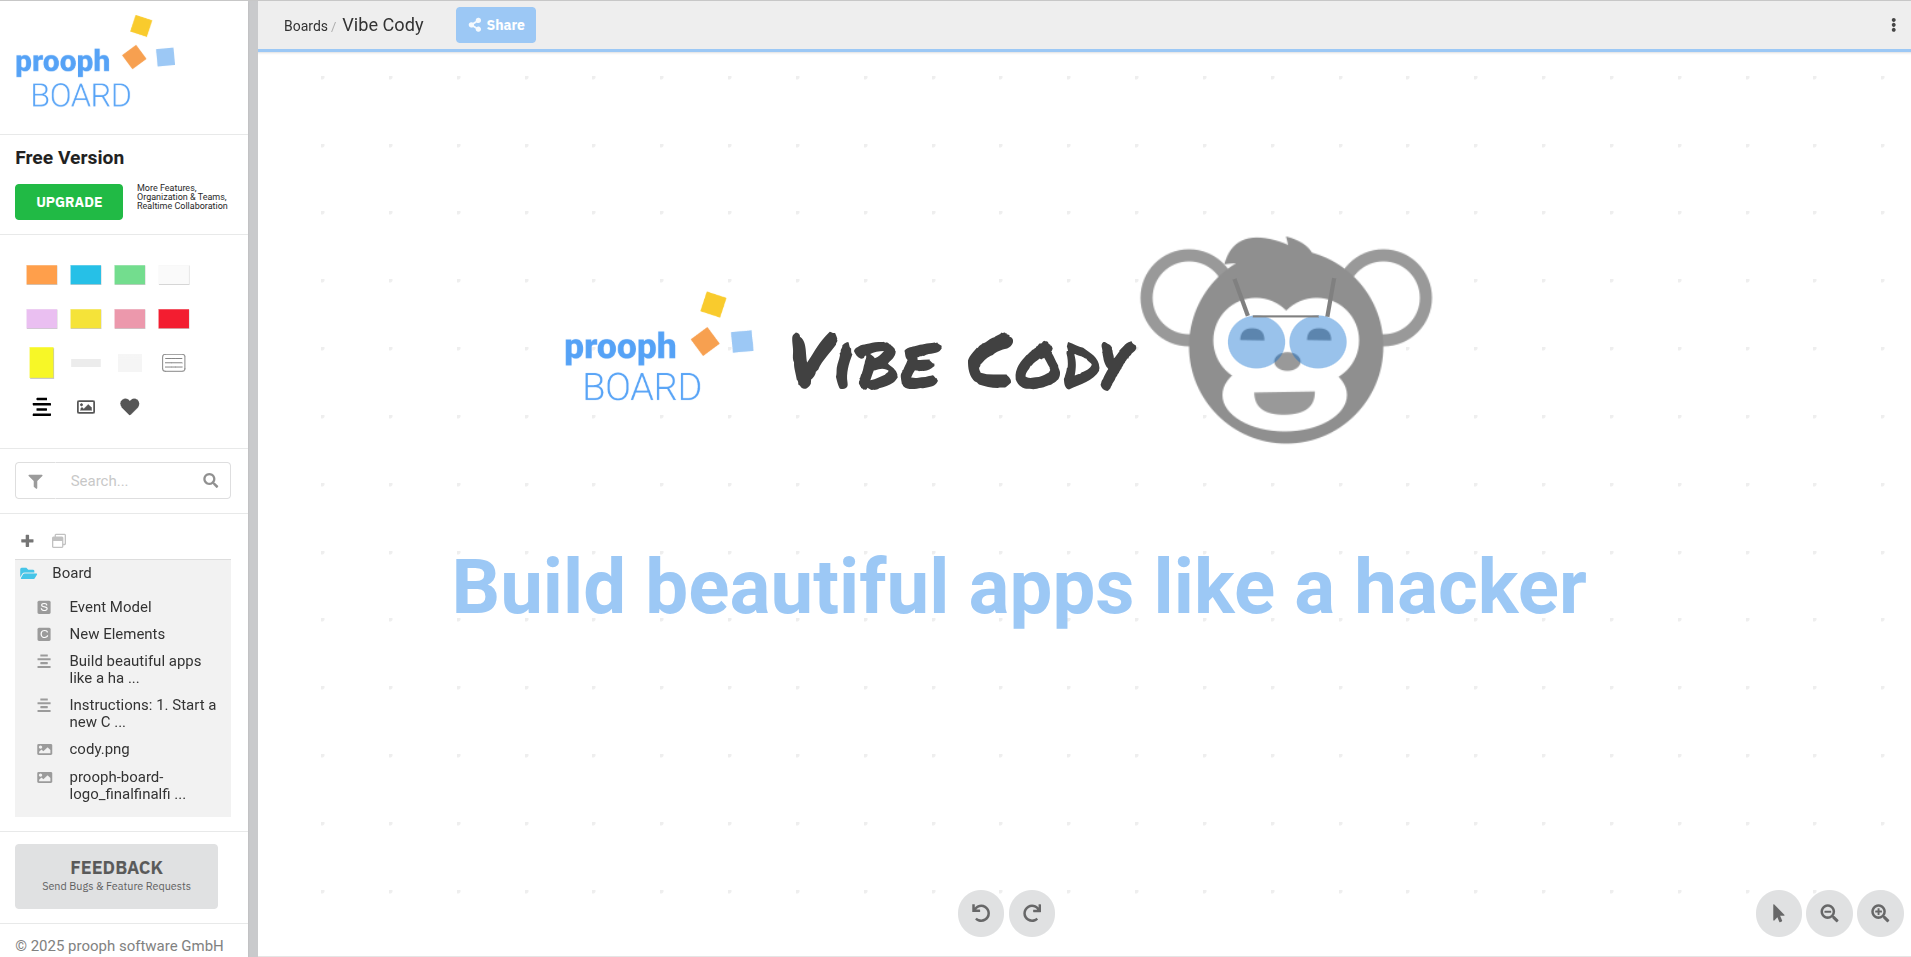 prooph
BOARD
Free Version
UPGRADE
More Features,
Organization & Teams,
Realtime Collaboration
Search...
Board
S Event Model
C New Elements
Build beautiful apps
like a ha ...
Instructions: 1. Start a
new C ...
cody.png
prooph-board-
logo_finalfinalfi ...
FEEDBACK
Send Bugs & Feature Requests
© 2025 prooph software GmbH
Boards / Vibe Cody
Share
prooph
BOARD
Vibe Cody
Build beautiful apps like a hacker